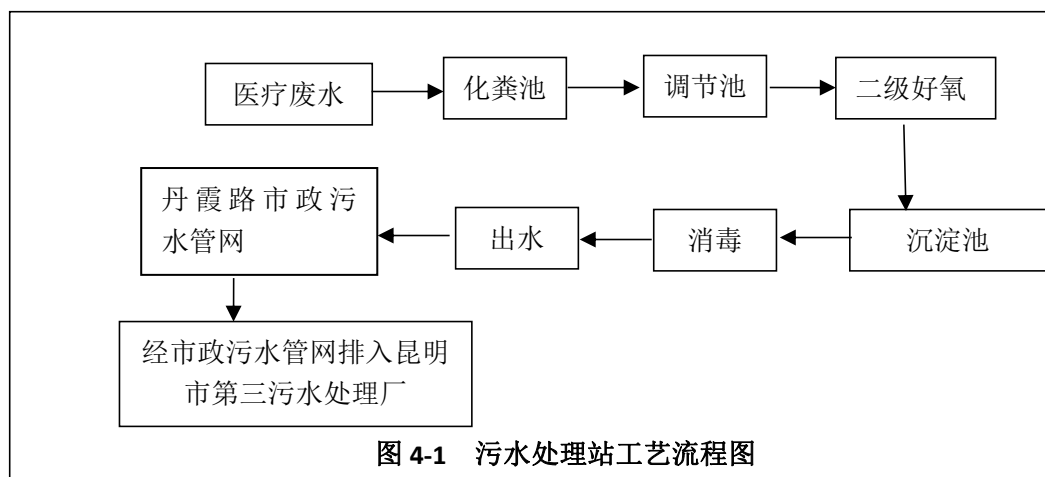 医疗废水
化粪池
调节池
二级好氧
沉淀池
消毒
出水
丹霞路市政污
水管网
经市政污水管网排入昆明
市第三污水处理厂
图 4-1 污水处理站工艺流程图